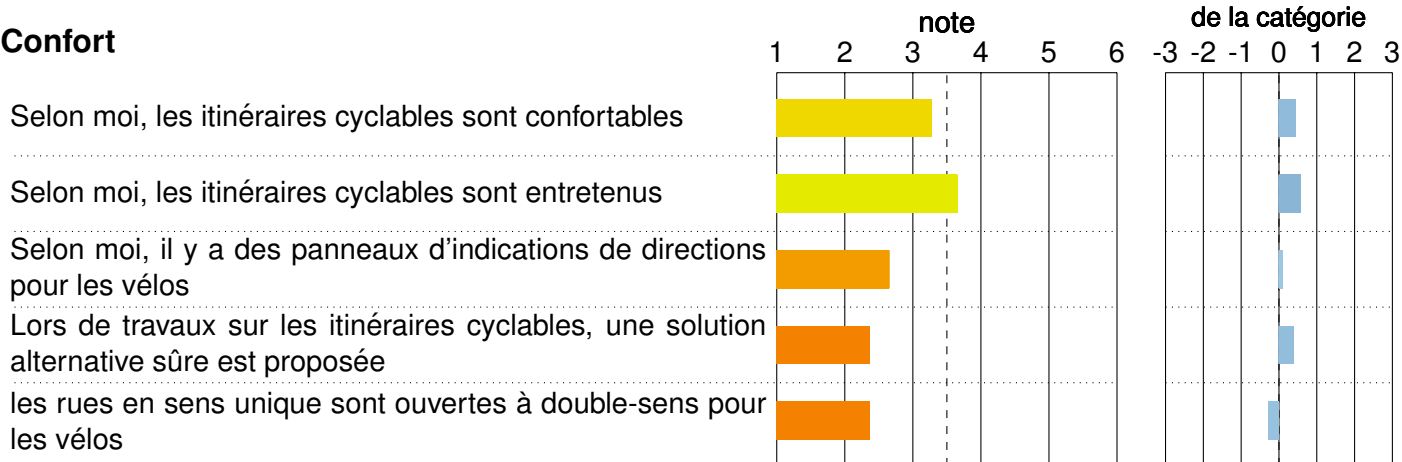 note
de la catégorie
Confort
1 2 3 4 5 6
-3 -2 -1 0 1 2 3
Selon moi, les itinéraires cyclables sont confortables
Selon moi, les itinéraires cyclables sont entretenus
Selon moi, il y a des panneaux d'indications de directions
pour les vélos
Lors de travaux sur les itinéraires cyclables, une solution
alternative sûre est proposée
les rues en sens unique sont ouvertes à double-sens pour
les vélos